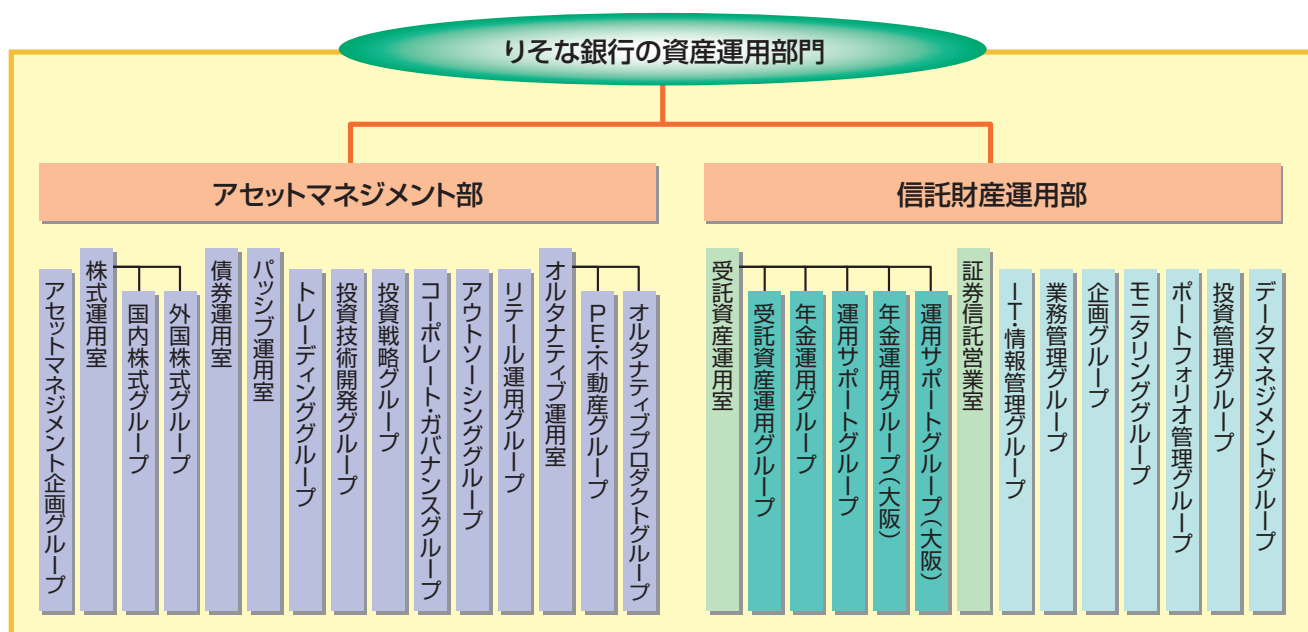 りそな銀行の資産運用部門
アセットマネジメント部
アセットマネジメント企画グループ
株式運用室
国内株式グループ
外国株式グループ
債券運用室
パッシブ運用室
トレーディンググループ
投資技術開発グループ
投資戦略グループ
コーポレート・ガバナンスグループ
アウトソーシンググループ
リテール運用グループ
オルタナティブ運用室
PE・不動産グループ
オルタナティブプロダクトグループ
信託財産運用部
受託資産運用室
受託資産運用グループ
年金運用グループ
運用サポートグループ
年金運用グループ(大阪)
運用サポートグループ(大阪)
証券信託営業室
IT・情報管理グループ
業務管理グループ
企画グループ
モニタリンググループ
ポートフォリオ管理グループ
投資管理グループ
データマネジメントグループ